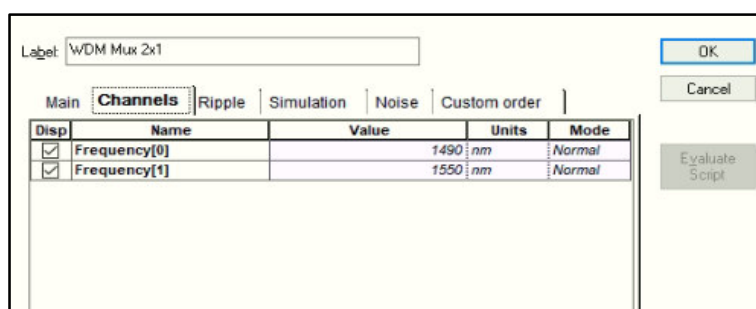 Label: WDM Mux 2x1
OK
Cancel
Main Channels Ripple Simulation Noise Custom order
Disp Name Value Units Mode
Frequency[0] 1490 nm Normal
Frequency[1] 1550 nm Normal
Evaluate
Script